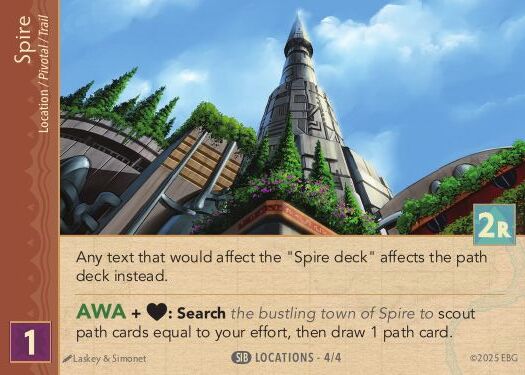 Spire
Location / Pivotal / Trail
2R
Any text that would affect the "Spire deck" affects the path
deck instead.
AWA + ♥: Search the bustling town of Spire to scout
path cards equal to your effort, then draw 1 path card.
1
Laskey & Simonet
SIB LOCATIONS - 4/4
©2025 EBG